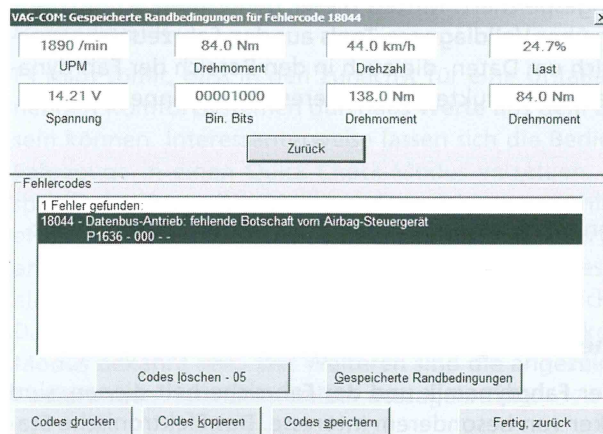 VAG-COM: Gespeicherte Randbedingungen für Fehlercode 18044
1890 /min 84.0 Nm 44.0 km/h 24.7%
UPM Drehmoment Drehzahl Last
14.21 V 00001000 138.0 Nm 84.0 Nm
Spannung Bin. Bits Drehmoment Drehmoment
Zurück
Fehlercodes
1 Fehler gefunden:
18044 - Datenbus-Antrieb: fehlende Botschaft vom Airbag-Steuergerät
P1636 - 000 - -
Codes löschen - 05 Gespeicherte Randbedingungen
Codes drucken Codes kopieren Codes speichern Fertig, zurück